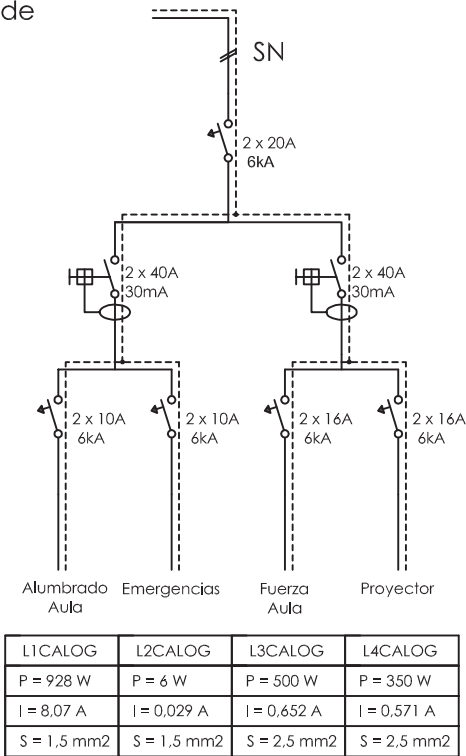 de
SN
2 x 20A
6kA
2 x 40A
30mA
2 x 40A
30mA
2 x 10A
6kA
2 x 10A
6kA
2 x 16A
6kA
2 x 16A
6kA
Alumbrado
Aula
Emergencias
Fuerza
Aula
Proyector
L1CALOG L2CALOG L3CALOG L4CALOG
P = 928 W P = 6 W P = 500 W P = 350 W
I = 8,07 A I = 0,029 A I = 0,652 A I = 0,571 A
S = 1,5 mm2 S = 1,5 mm2 S = 2,5 mm2 S = 2,5 mm2